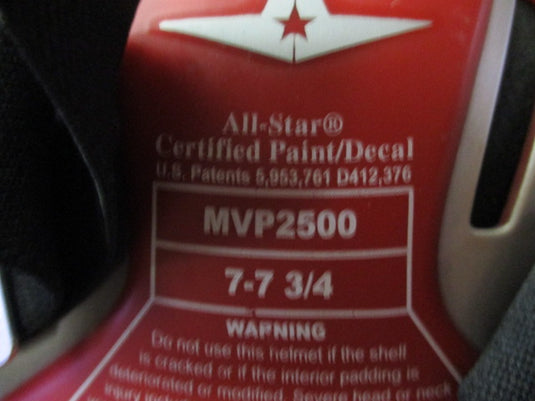 All-Star®
Certified Paint/Decal
U.S. Patents 5,953,761 D412,376
MVP2500
7-7 3/4
WARNING
Do not use this helmet if the shell
is cracked or if the interior padding is
deteriorated or modified. Severe head or neck
injury